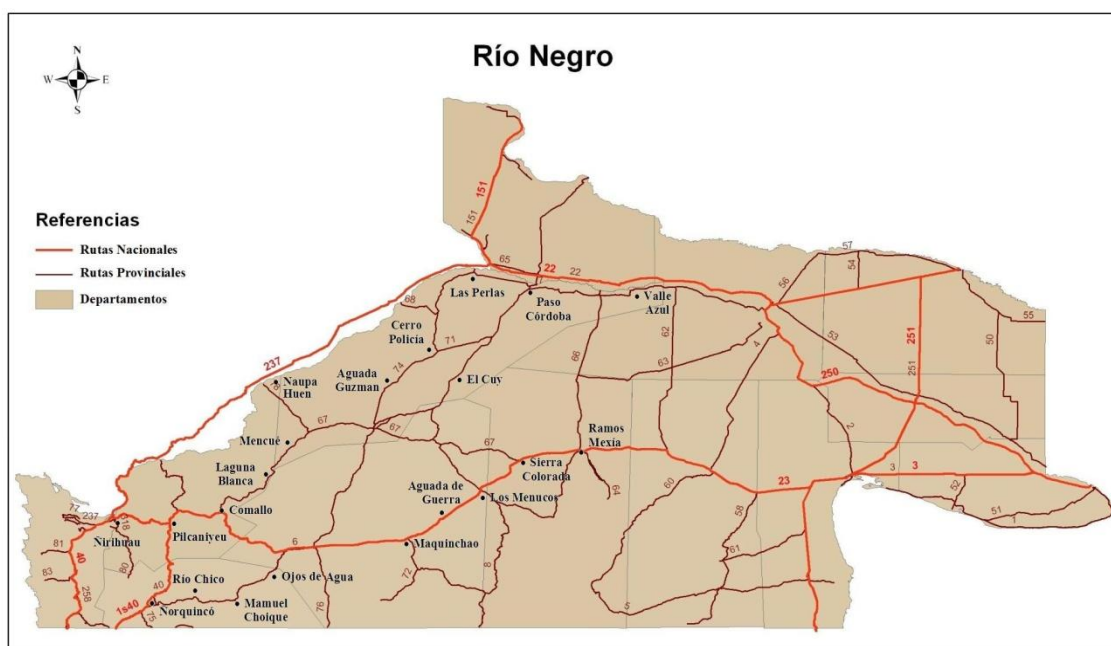 Río Negro
N
W
E
S
Referencias
Rutas Nacionales
Rutas Provinciales
Departamentos
151
151
65
22
22
57
54
56
Las Perlas
Paso
Córdoba
Valle
Azul
68
55
Cerro
Policía
71
62
251
50
237
53
4
74
Aguada
Guzman
66
63
Naupa
Huen
El Cuy
250
251
67
67
2
Mencué
67
Ramos
Mexía
Laguna
Blanca
Sierra
Colorada
3
3
Aguada de
Guerra
Los Menucos
64
60
23
52
Comallo
58
51
1
77
237
Ñirihuau
Pilcaniyeu
6
Maquinchao
61
81
40
80
8
83
Río Chico
Ojos de Agua
72
40
258
1s40
Ñorquincó
Mamuel
Choique
76
5
75